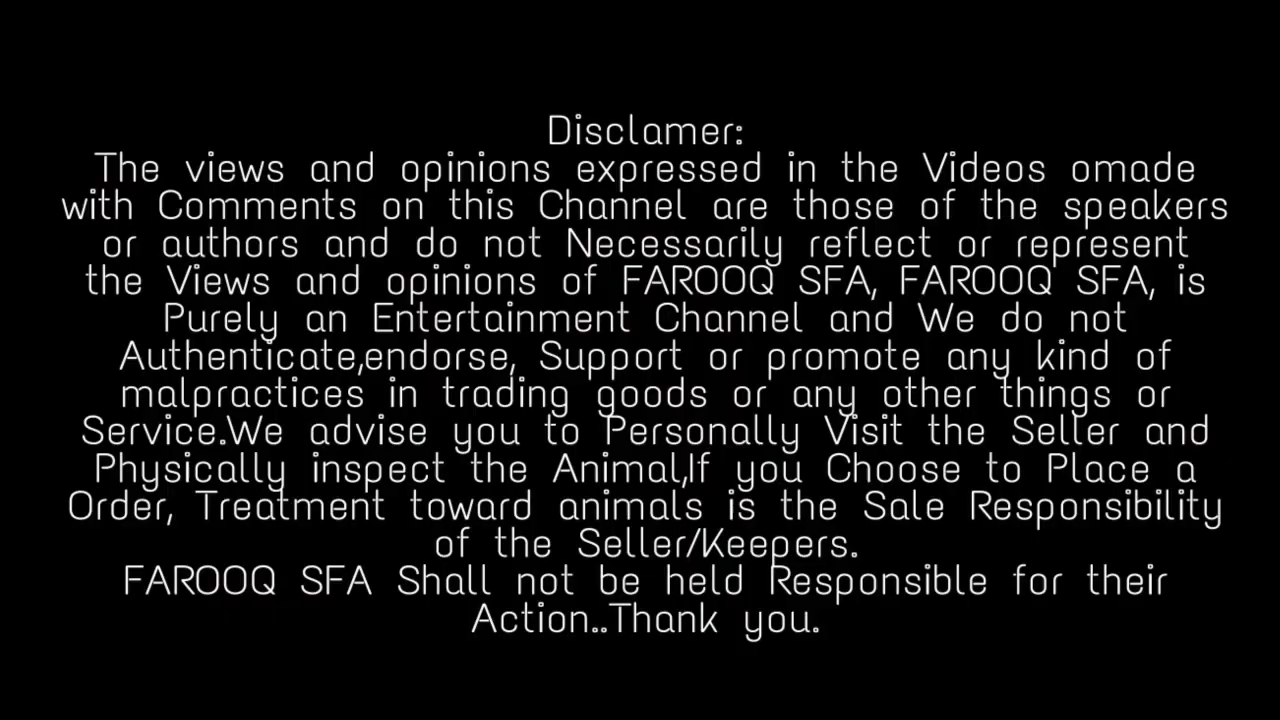 Disclamer:
The views and opinions expressed in the Videos omade
with Comments on this Channel are those of the speakers
or authors and do not Necessarily reflect or represent
the Views and opinions of FAROOQ SFA, FAROOQ SFA, is
Purely an Entertainment Channel and We do not
Authenticate,endorse, Support or promote any kind of
malpractices in trading goods or any other things or
Service.We advise you to Personally Visit the Seller and
Physically inspect the Animal,If you Choose to Place a
Order, Treatment toward animals is the Sale Responsibility
of the Seller/Keepers.
FAROOQ SFA Shall not be held Responsible for their
Action..Thank you.